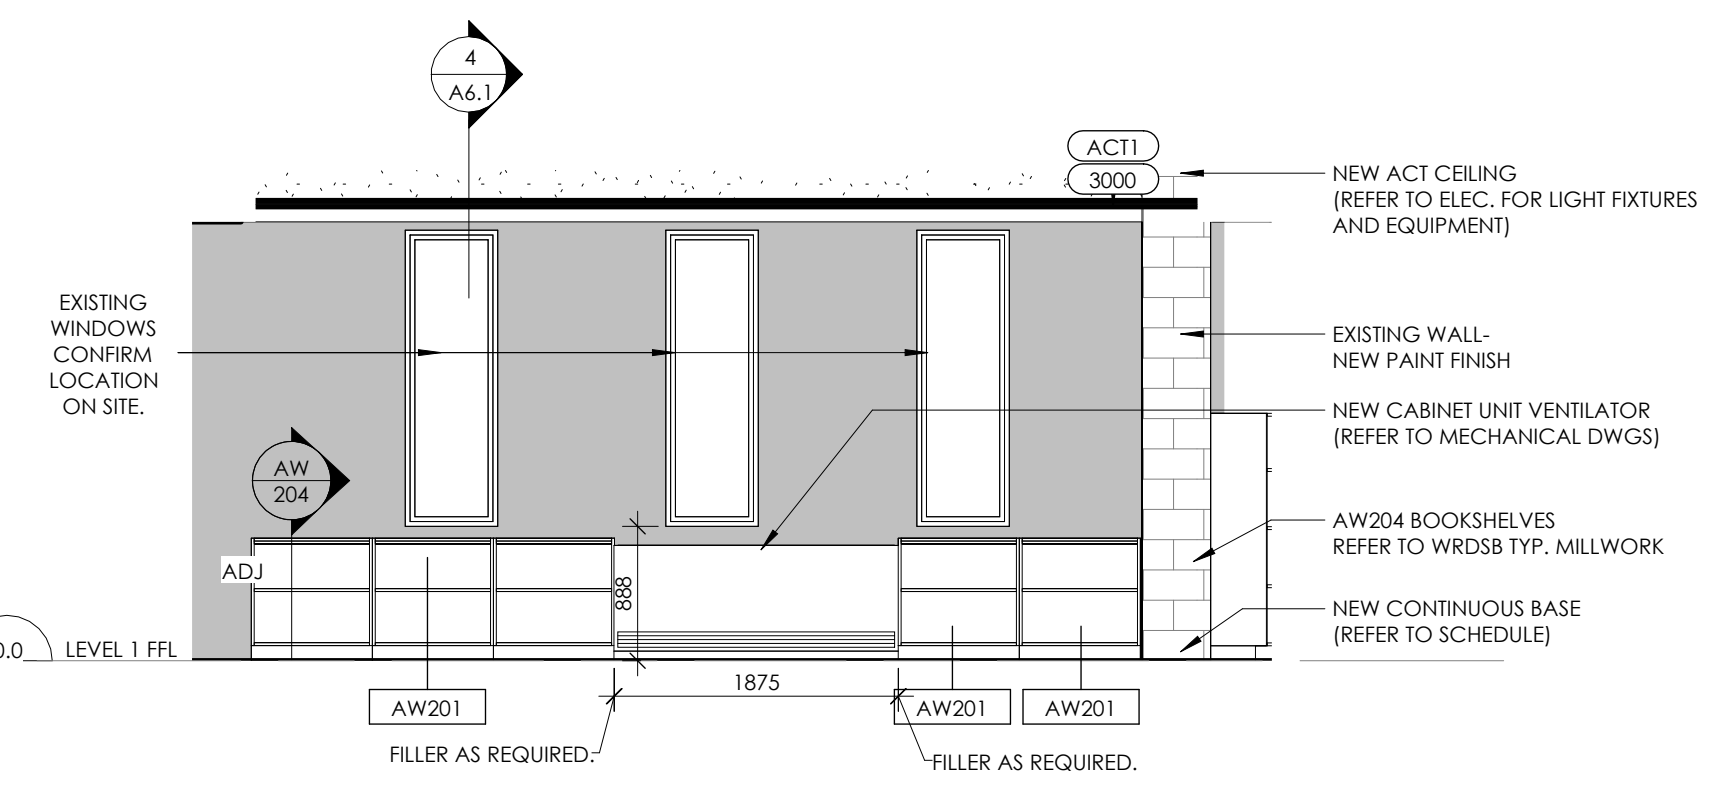 4
A6.1
ACT1
3000
NEW ACT CEILING
(REFER TO ELEC. FOR LIGHT FIXTURES
AND EQUIPMENT)
EXISTING
WINDOWS
CONFIRM
LOCATION
ON SITE.
EXISTING WALL-
NEW PAINT FINISH
NEW CABINET UNIT VENTILATOR
(REFER TO MECHANICAL DWGS)
AW
204
AW204 BOOKSHELVES
REFER TO WRDSB TYP. MILLWORK
ADJ
888
NEW CONTINUOUS BASE
(REFER TO SCHEDULE)
0.0
LEVEL 1 FFL
1875
AW201
AW201
AW201
FILLER AS REQUIRED.
FILLER AS REQUIRED.